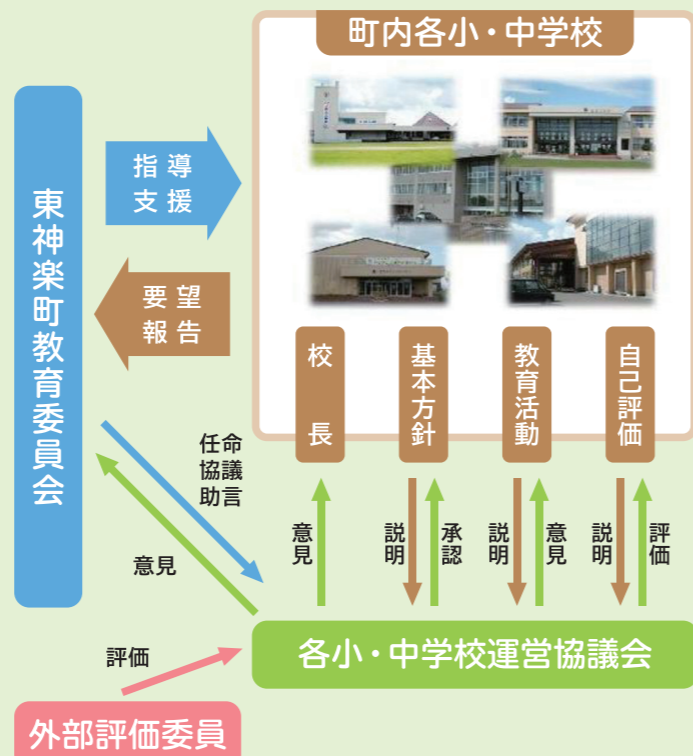 町内各小・中学校
東神楽町教育委員会
指導
支援
要望
報告
校長
基本方針
教育活動
自己評価
任命
協議
助言
意見
意見
説明
承認
説明
意見
説明
評価
各小・中学校運営協議会
評価
外部評価委員